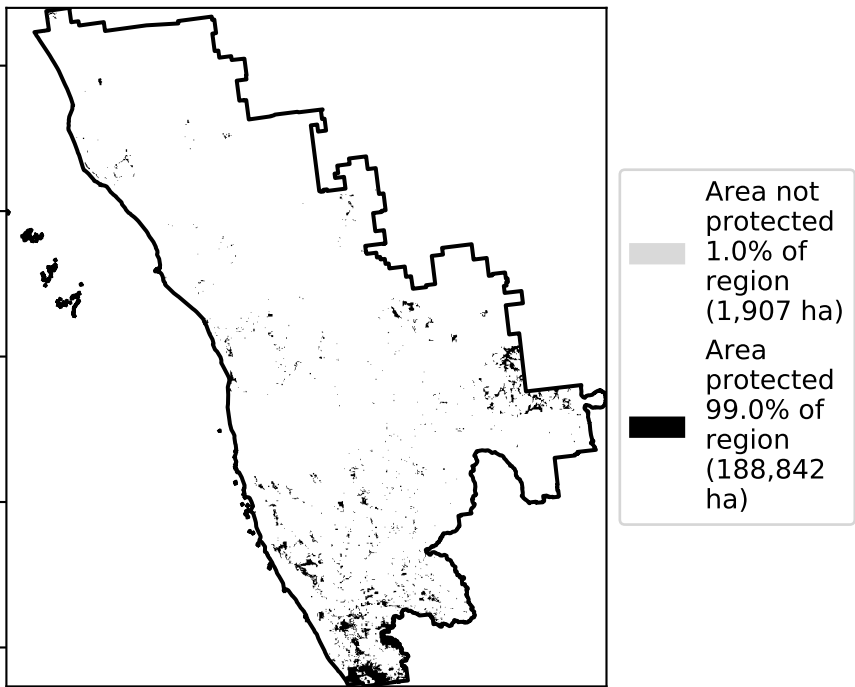 Area not
protected
1.0% of
region
(1,907 ha)
Area
protected
99.0% of
region
(188,842
ha)